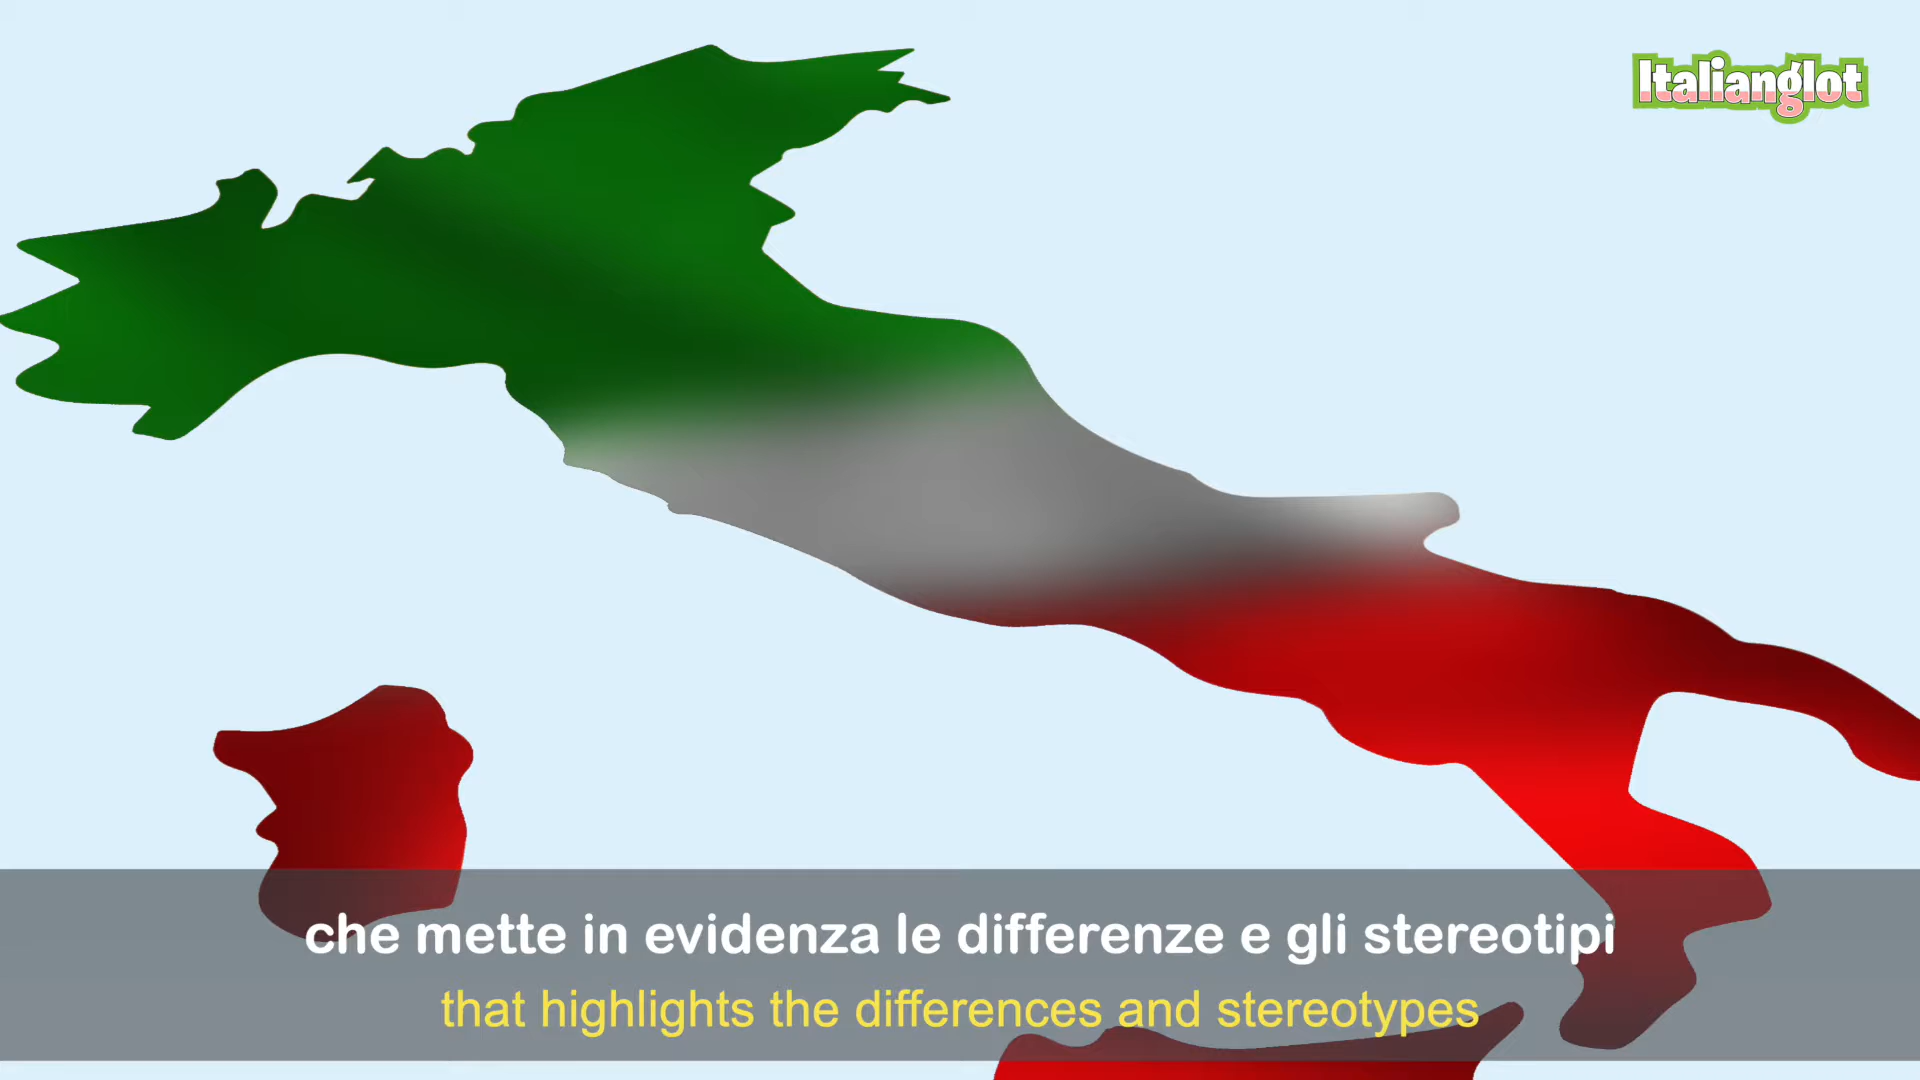 Italianglot
che mette in evidenza le differenze e gli stereotipi
that highlights the differences and stereotypes